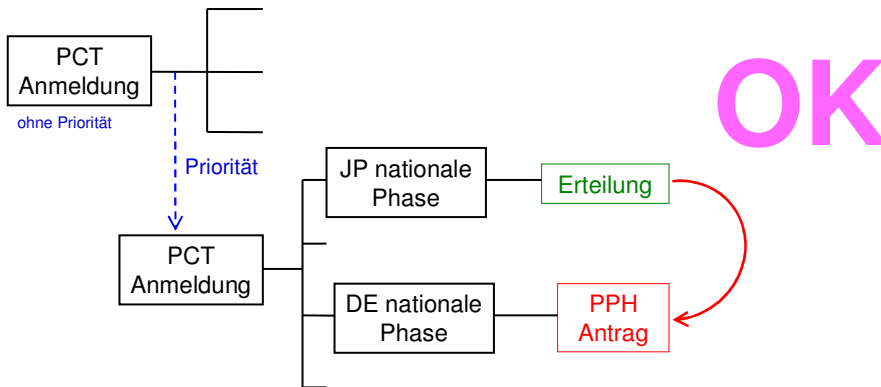 PCT
Anmeldung
ohne Priorität
OK
Priorität
JP nationale
Phase
Erteilung
PCT
Anmeldung
DE nationale
Phase
PPH
Antrag